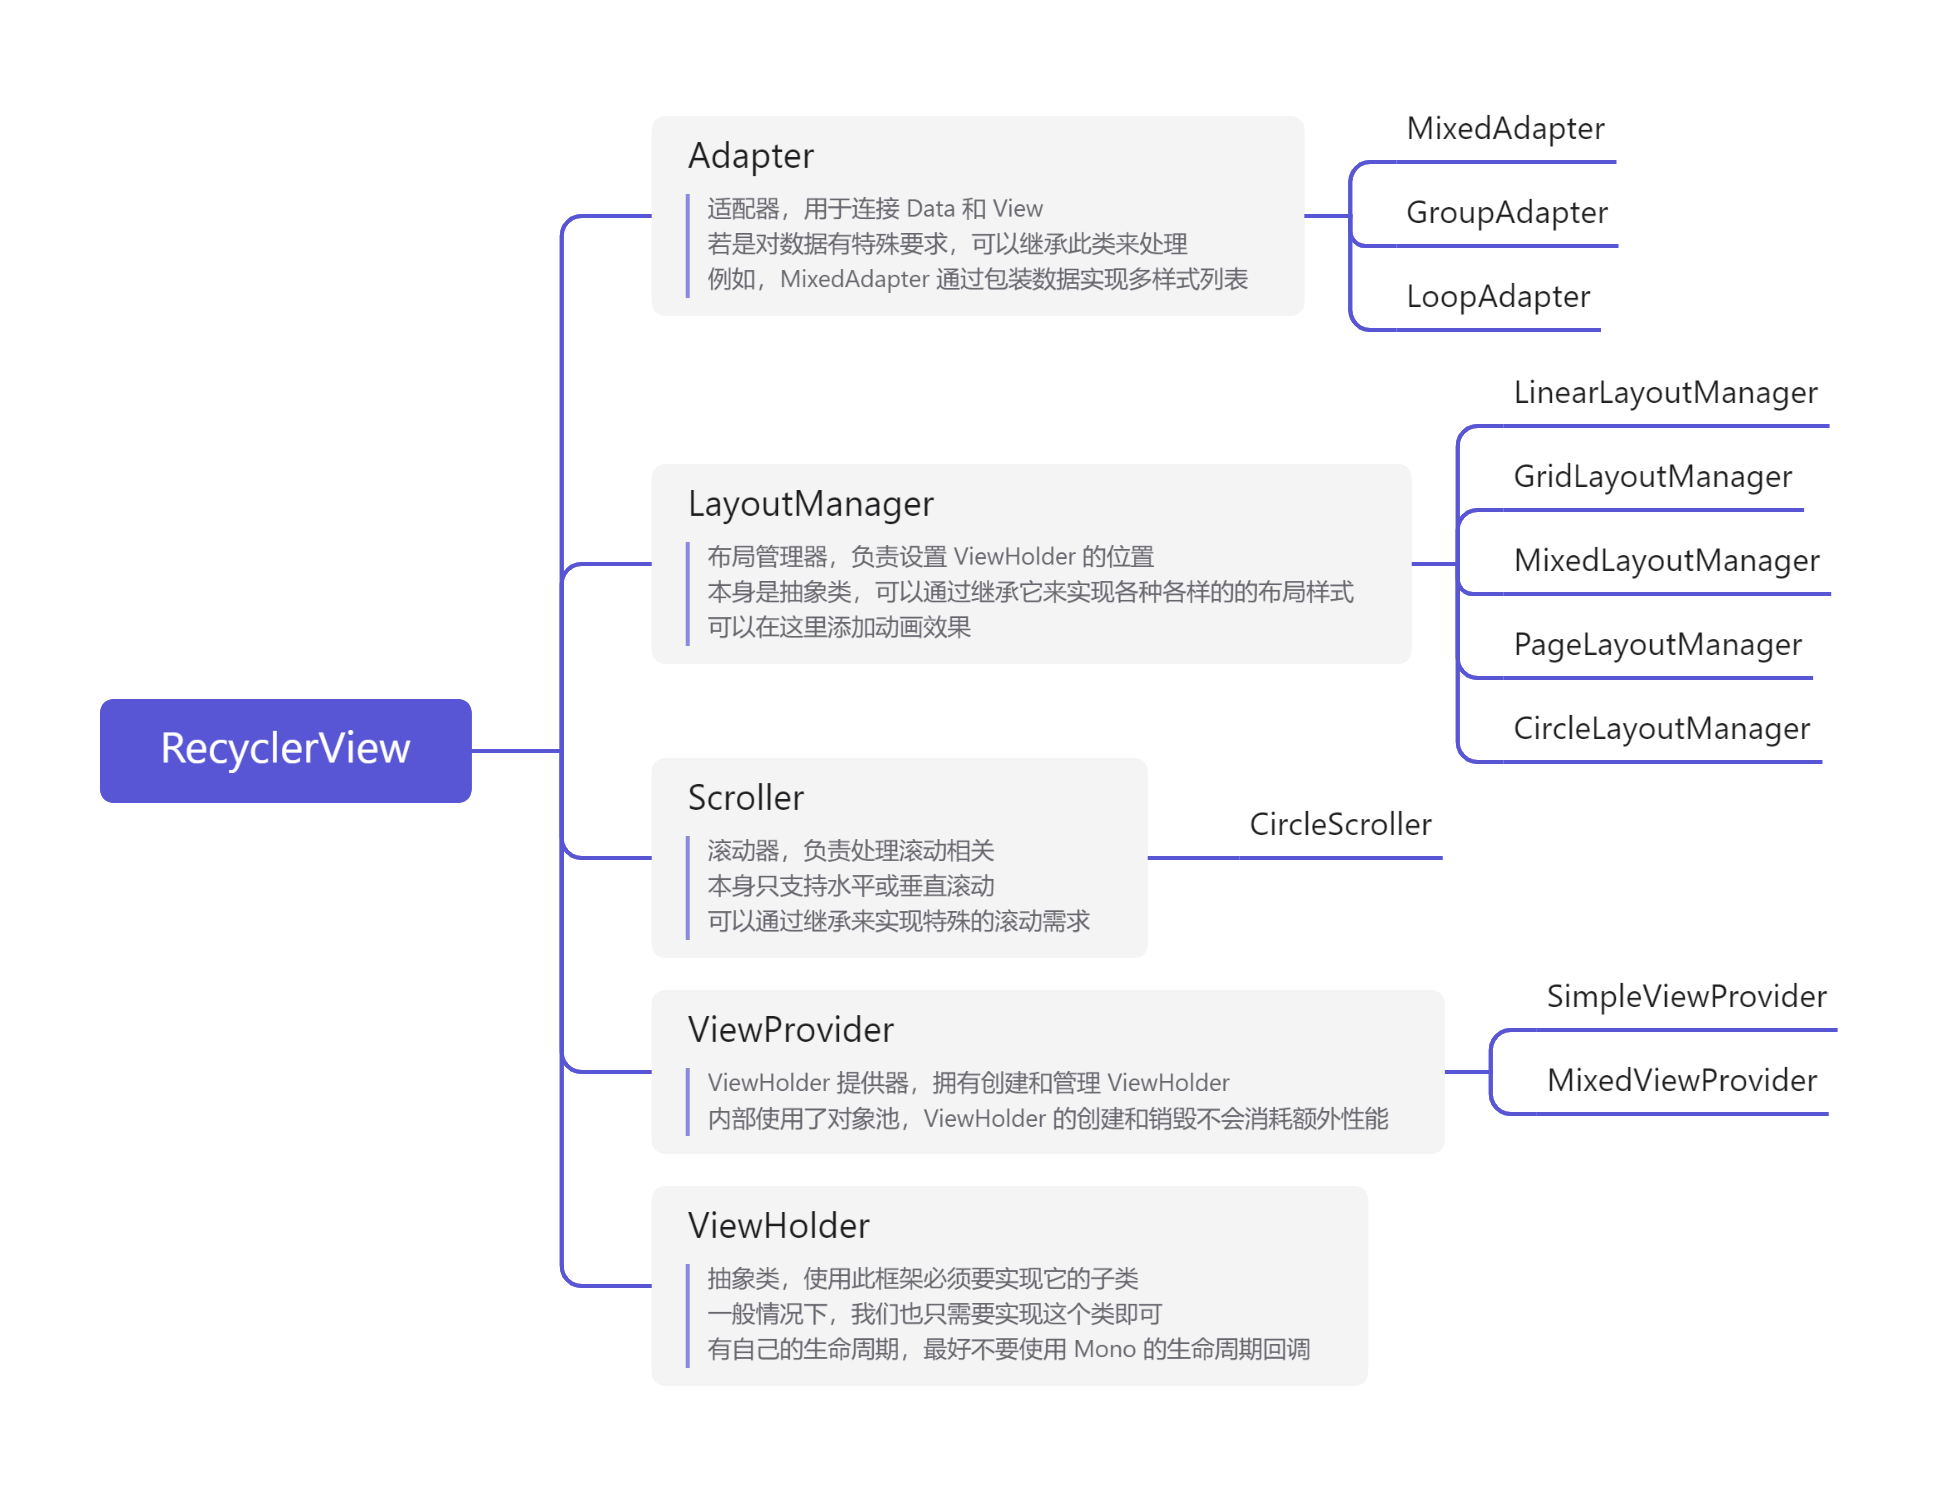 RecyclerView
Adapter
适配器，用于连接 Data 和 View
若是对数据有特殊要求，可以继承此类来处理
例如，MixedAdapter 通过包装数据实现多样式列表
MixedAdapter
GroupAdapter
LoopAdapter
LayoutManager
布局管理器，负责设置 ViewHolder 的位置
本身是抽象类，可以通过继承它来实现各种各样的的布局样式
可以在这里添加动画效果
LinearLayoutManager
GridLayoutManager
MixedLayoutManager
PageLayoutManager
CircleLayoutManager
Scroller
滚动器，负责处理滚动相关
本身只支持水平或垂直滚动
可以通过继承来实现特殊的滚动需求
CircleScroller
ViewProvider
ViewHolder 提供器，拥有创建和管理 ViewHolder
内部使用了对象池，ViewHolder 的创建和销毁不会消耗额外性能
SimpleViewProvider
MixedViewProvider
ViewHolder
抽象类，使用此框架必须要实现它的子类
一般情况下，我们也只需要实现这个类即可
有自己的生命周期，最好不要使用 Mono 的生命周期回调